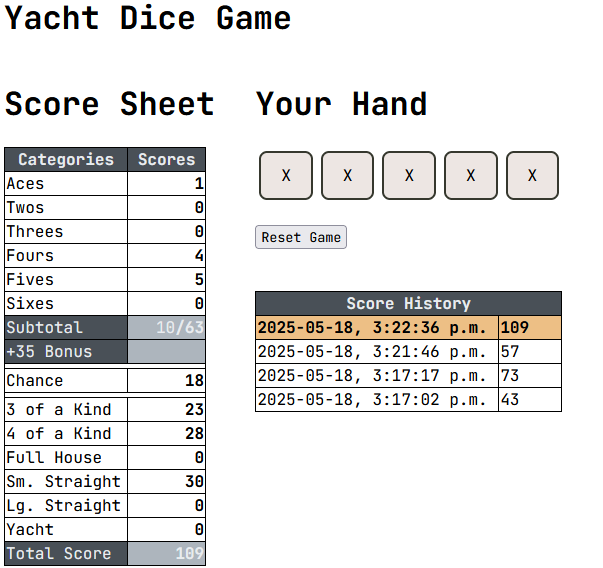 Yacht Dice Game
Score Sheet
Categories Scores
Aces 1
Twos 0
Threes 0
Fours 4
Fives 5
Sixes 0
Subtotal 10/63
+35 Bonus
Chance 18
3 of a Kind 23
4 of a Kind 28
Full House 0
Sm. Straight 30
Lg. Straight 0
Yacht 0
Total Score 109
Your Hand
X X X X X
Reset Game
Score History
2025-05-18, 3:22:36 p.m. 109
2025-05-18, 3:21:46 p.m. 57
2025-05-18, 3:17:17 p.m. 73
2025-05-18, 3:17:02 p.m. 43